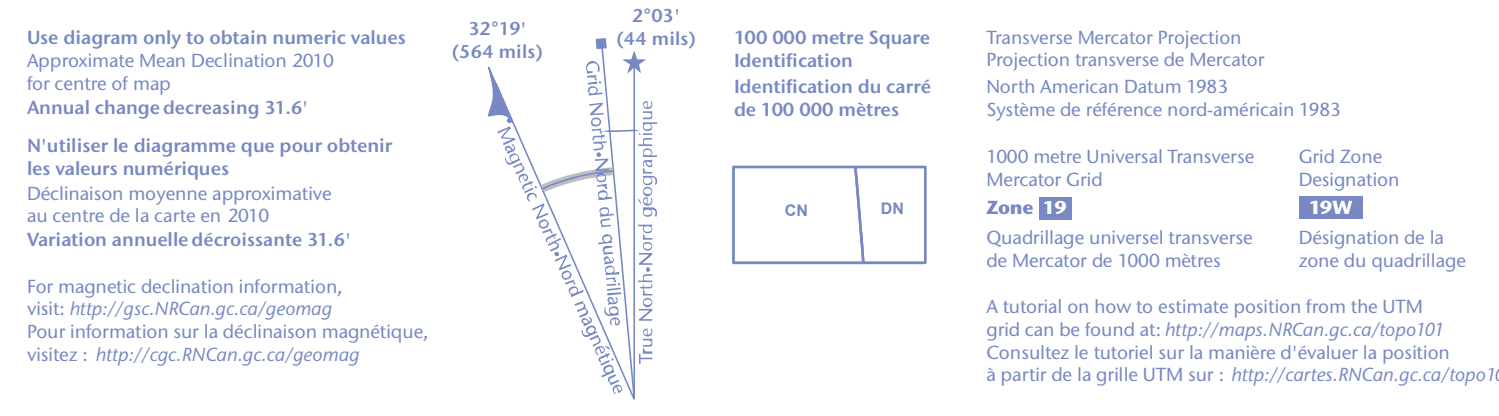 Use diagram only to obtain numeric values
Approximate Mean Declination 2010
for centre of map
Annual change decreasing 31.6'
N'utiliser le diagramme que pour obtenir
les valeurs numériques
Déclinaison moyenne approximative
au centre de la carte en 2010
Variation annuelle décroissante 31.6'
For magnetic declination information,
visit: http://gsc.NRCan.gc.ca/geomag
Pour information sur la déclinaison magnétique,
visitez : http://cgc.RNCan.gc.ca/geomag
32°19'
(564 mils)
2°03'
(44 mils)
Magnetic North•Nord magnétique
Grid North•Nord du quadrillage
True North•Nord géographique
100 000 metre Square
Identification
Identification du carré
de 100 000 mètres
CN
DN
Transverse Mercator Projection
Projection transverse de Mercator
North American Datum 1983
Système de référence nord-américain 1983
1000 metre Universal Transverse
Mercator Grid
Zone 19
Quadrillage universel transverse
de Mercator de 1000 mètres
Grid Zone
Designation
19W
Désignation de la
zone du quadrillage
A tutorial on how to estimate position from the UTM
grid can be found at: http://maps.NRCan.gc.ca/topo101
Consultez le tutoriel sur la manière d'évaluer la position
à partir de la grille UTM sur :